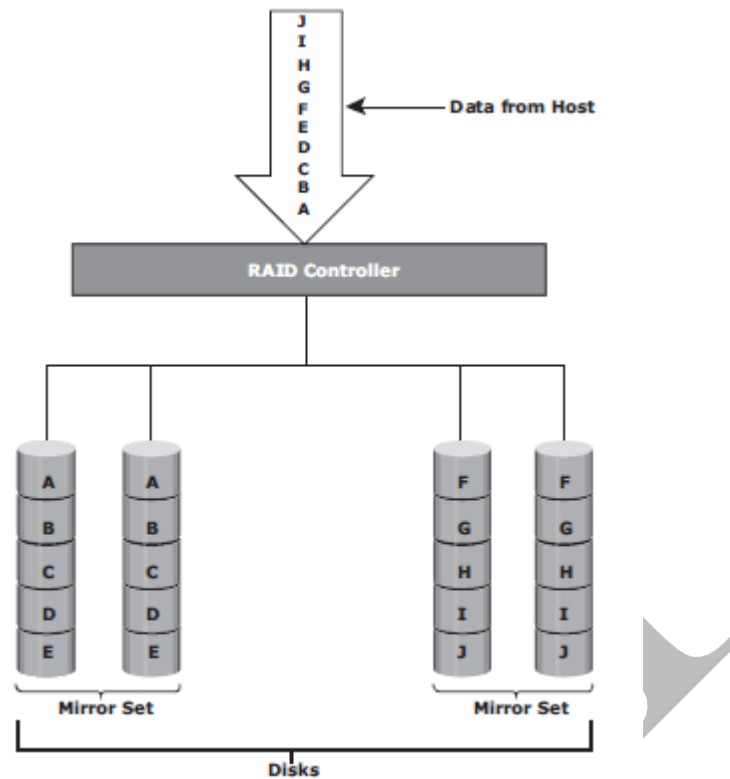 J
I
H
G
F
Data from Host
E
D
C
B
A
RAID Controller
A A F F
B B G G
C C H H
D D I I
E E J J
Mirror Set Mirror Set
Disks